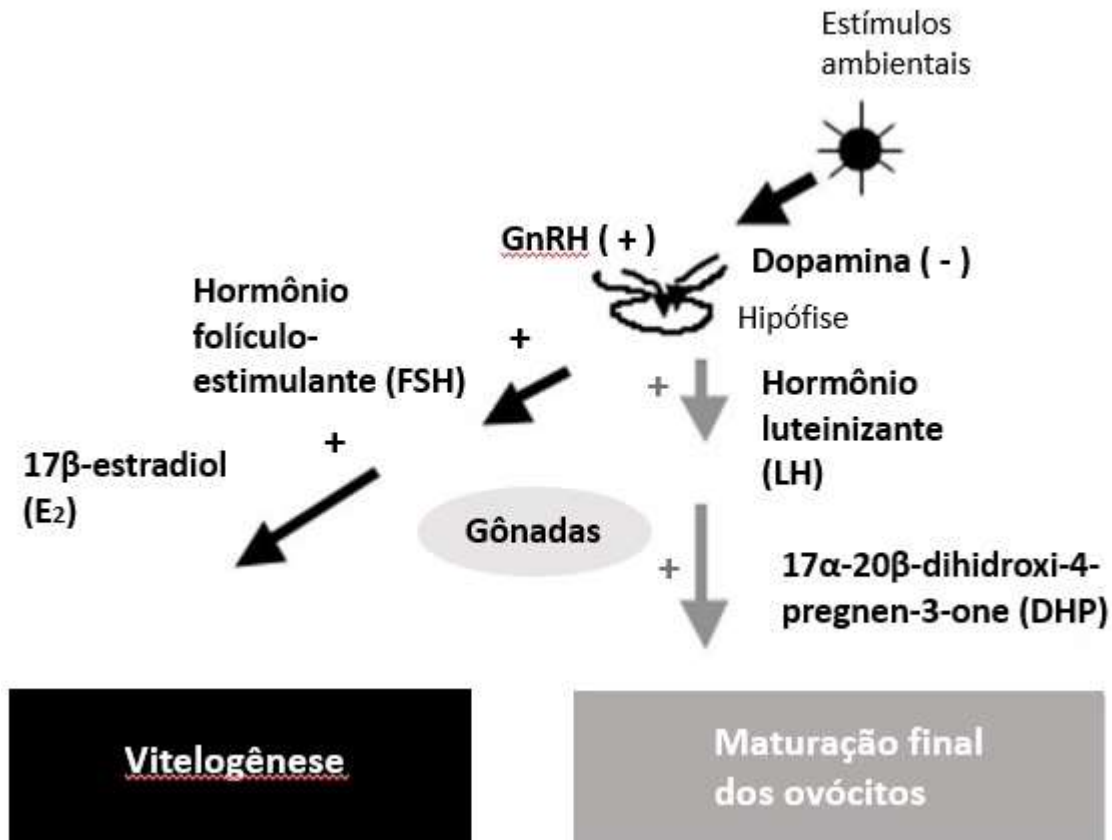 Estímulos
ambientais
GnRH ( + )
Dopamina ( - )
Hipófise
Hormônio
folículo-
estimulante (FSH)
+
+
Hormônio
luteinizante
(LH)
+
17β-estradiol
(E2)
Gônadas
+
17α-20β-dihidroxi-4-
pregnen-3-one (DHP)
Vitelogênese
Maturação final
dos ovócitos